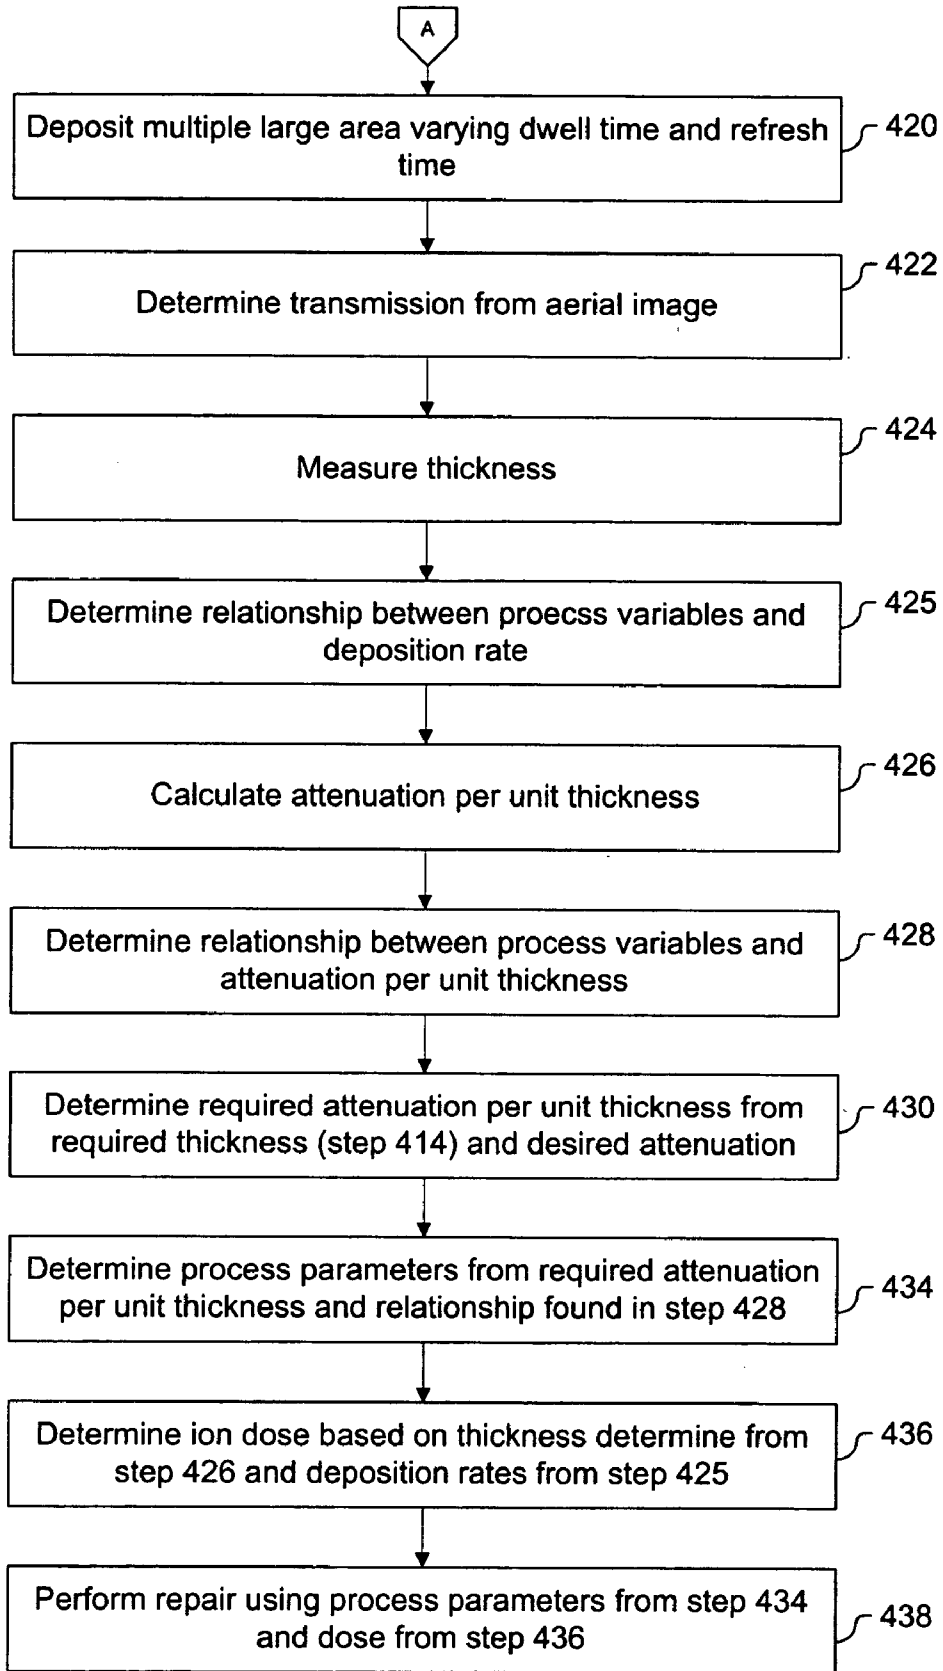 A
Deposit multiple large area varying dwell time and refresh
time
420
Determine transmission from aerial image
422
Measure thickness
424
Determine relationship between proecss variables and
deposition rate
425
Calculate attenuation per unit thickness
426
Determine relationship between process variables and
attenuation per unit thickness
428
Determine required attenuation per unit thickness from
required thickness (step 414) and desired attenuation
430
Determine process parameters from required attenuation
per unit thickness and relationship found in step 428
434
Determine ion dose based on thickness determine from
step 426 and deposition rates from step 425
436
Perform repair using process parameters from step 434
and dose from step 436
438